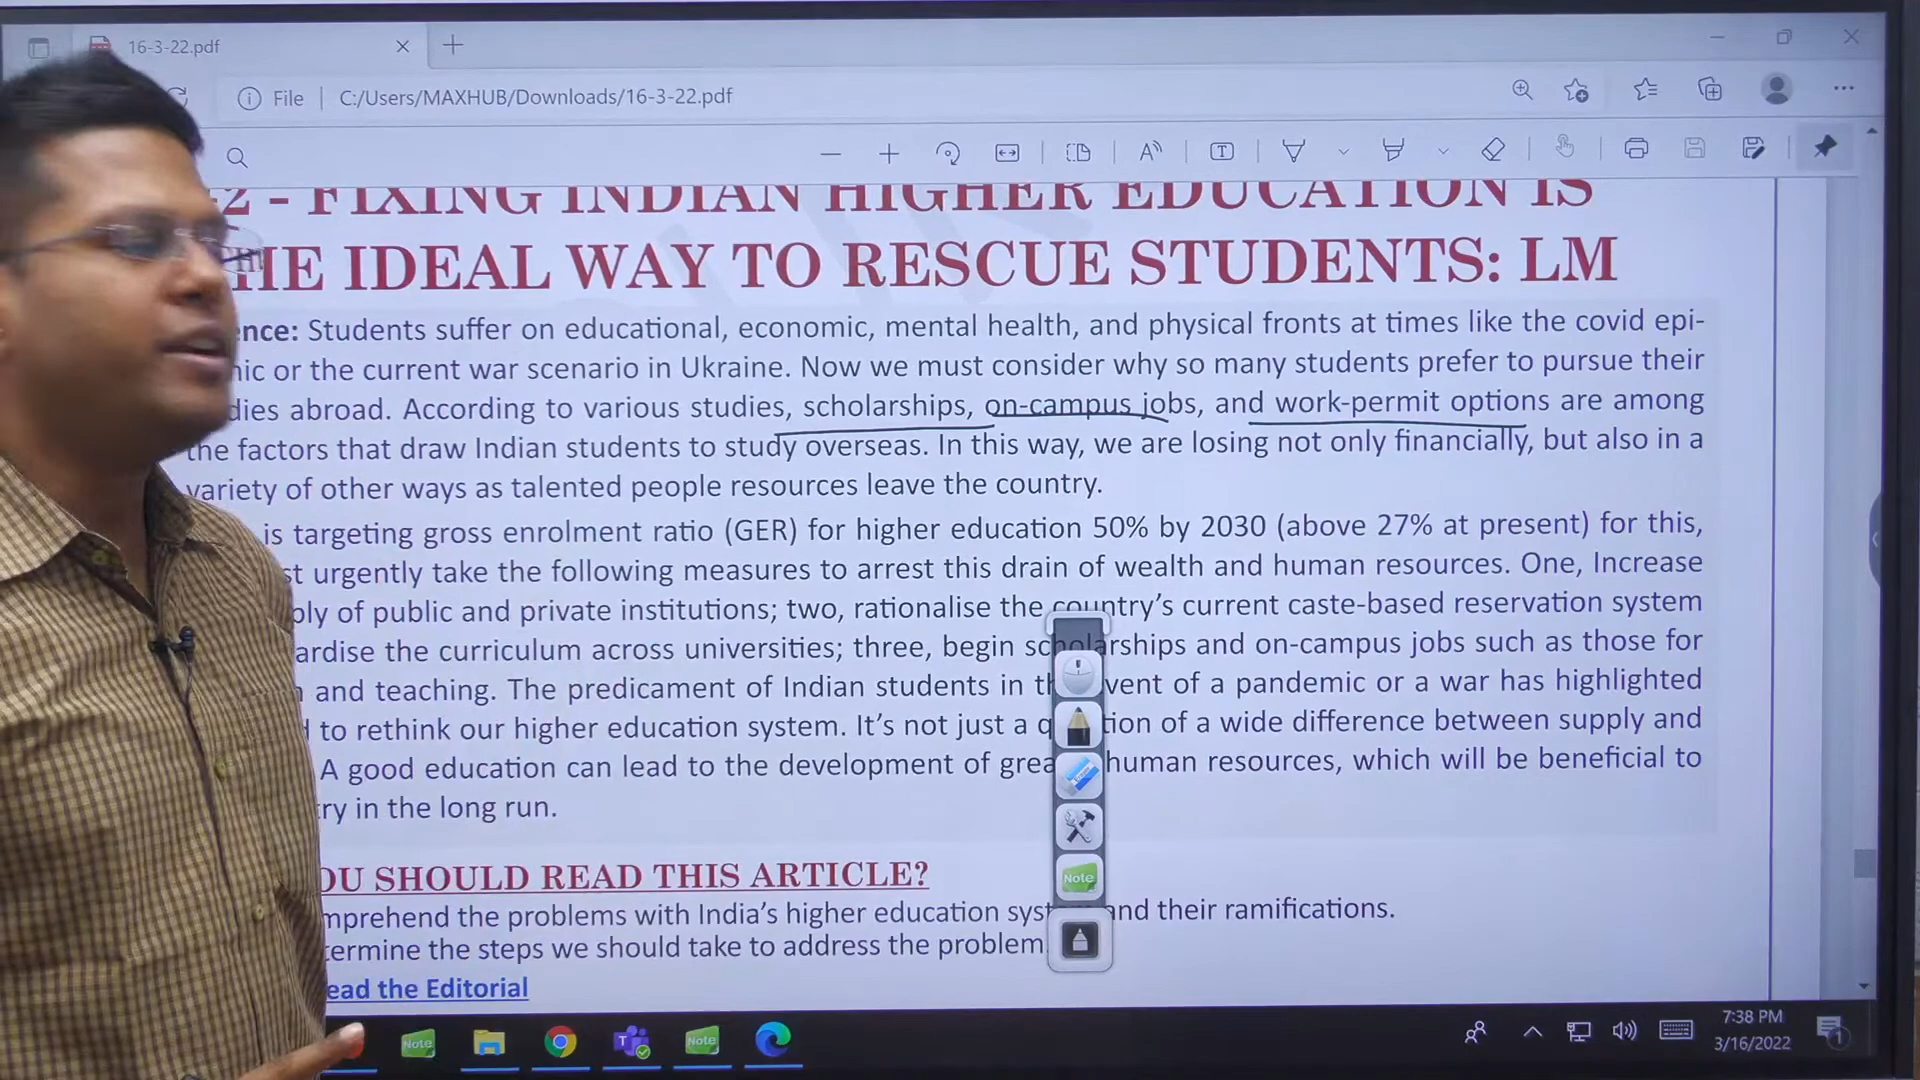 16-3-22.pdf
File | C:/Users/MAXHUB/Downloads/16-3-22.pdf
2 - FIXING INDIAN HIGHER EDUCATION IS
HE IDEAL WAY TO RESCUE STUDENTS: LM
ence: Students suffer on educational, economic, mental health, and physical fronts at times like the covid epi-
ic or the current war scenario in Ukraine. Now we must consider why so many students prefer to pursue their
dies abroad. According to various studies, scholarships, on-campus jobs, and work-permit options are among
the factors that draw Indian students to study overseas. In this way, we are losing not only financially, but also in a
variety of other ways as talented people resources leave the country.
is targeting gross enrolment ratio (GER) for higher education 50% by 2030 (above 27% at present) for this,
st urgently take the following measures to arrest this drain of wealth and human resources. One, Increase
ply of public and private institutions; two, rationalise the country's current caste-based reservation system
ardise the curriculum across universities; three, begin scholarships and on-campus jobs such as those for
and teaching. The predicament of Indian students in th vent of a pandemic or a war has highlighted
to rethink our higher education system. It's not just a q tion of a wide difference between supply and
A good education can lead to the development of grea human resources, which will be beneficial to
ry in the long run.
OU SHOULD READ THIS ARTICLE?
mprehend the problems with India's higher education sys and their ramifications.
termine the steps we should take to address the problem
ead the Editorial
Note
Note
Note
7:38 PM
3/16/2022
1